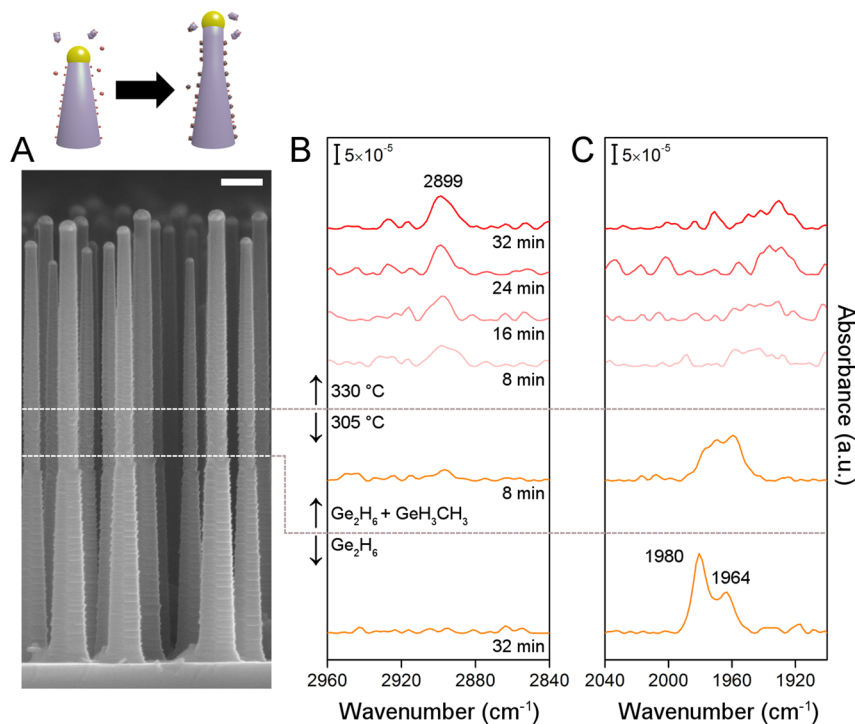 A
B
C
5×10⁻⁵
5×10⁻⁵
2899
32 min
24 min
16 min
8 min
330 °C
305 °C
8 min
Ge₂H₆ + GeH₃CH₃
Ge₂H₆
1980
1964
32 min
Absorbance (a.u.)
2960 2920 2880 2840
2040 2000 1960 1920
Wavenumber (cm⁻¹)
Wavenumber (cm⁻¹)